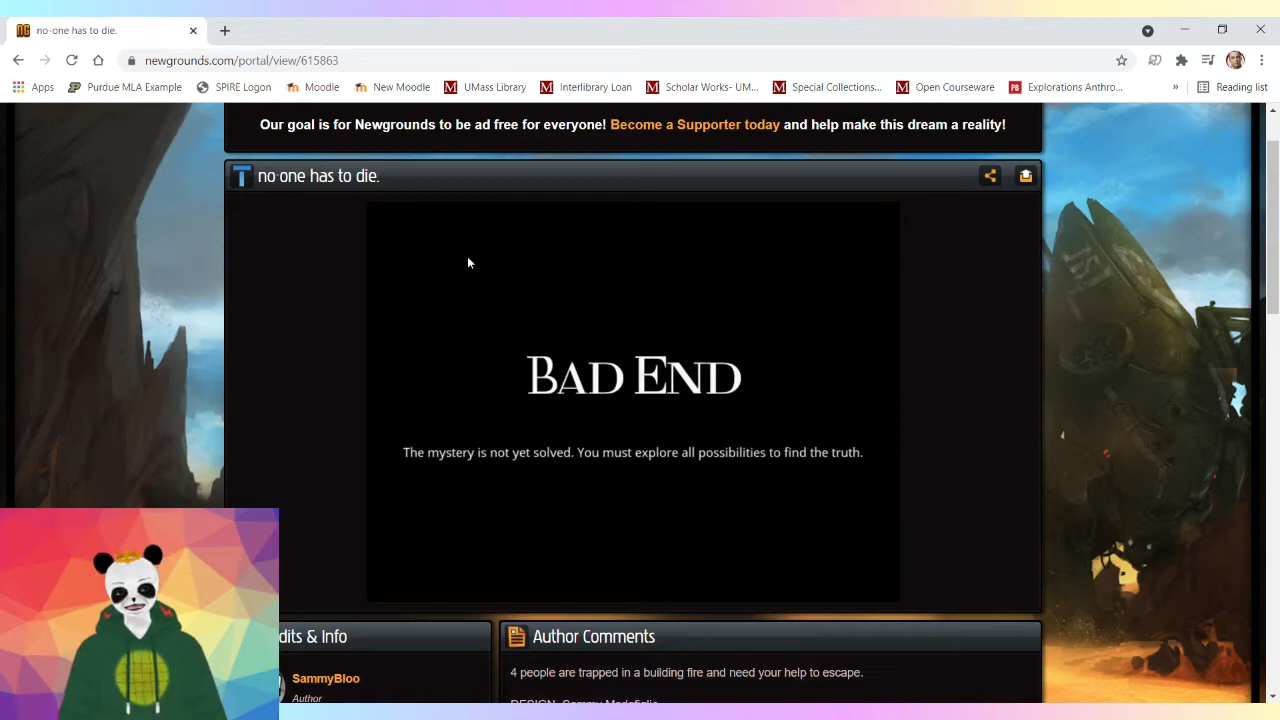 no-one has to die.
newgrounds.com/portal/view/615863
Apps
Purdue MLA Example
SPIRE Logon
Moodle
New Moodle
UMass Library
Interlibrary Loan
Scholar Works- UM...
Special Collections...
Open Courseware
Explorations Anthro...
»
Reading list
Our goal is for Newgrounds to be ad free for everyone! Become a Supporter today and help make this dream a reality!
no-one has to die.
BAD END
The mystery is not yet solved. You must explore all possibilities to find the truth.
dits & Info
SammyBloo
Author
Author Comments
4 people are trapped in a building fire and need your help to escape.